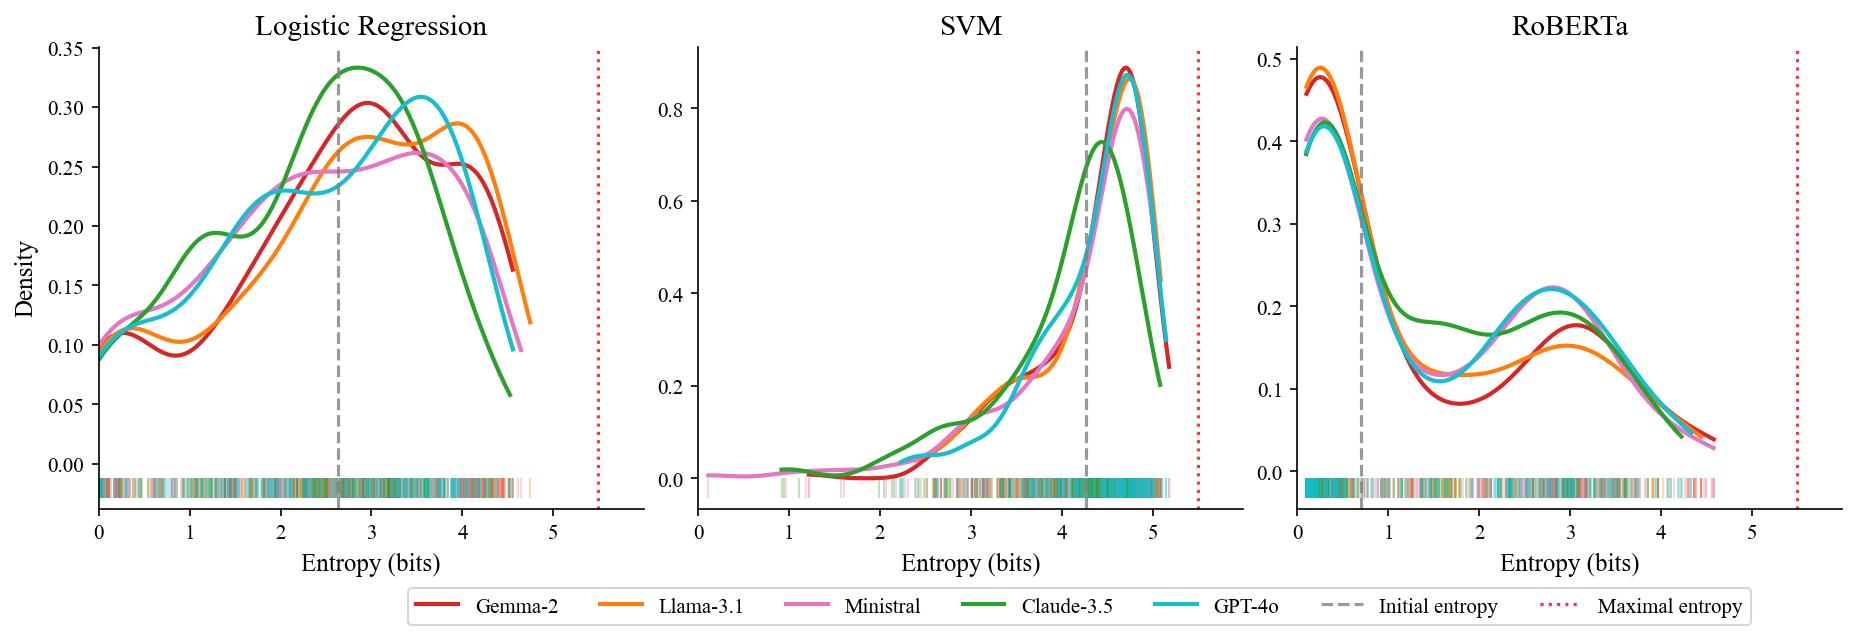 Logistic Regression
SVM
RoBERTa
Density
0.35
0.30
0.25
0.20
0.15
0.10
0.05
0.00
0 1 2 3 4 5
Entropy (bits)
0.8
0.6
0.4
0.2
0.0
0 1 2 3 4 5
Entropy (bits)
0.5
0.4
0.3
0.2
0.1
0.0
0 1 2 3 4 5
Entropy (bits)
Gemma-2 Llama-3.1 Ministral Claude-3.5 GPT-4o Initial entropy Maximal entropy